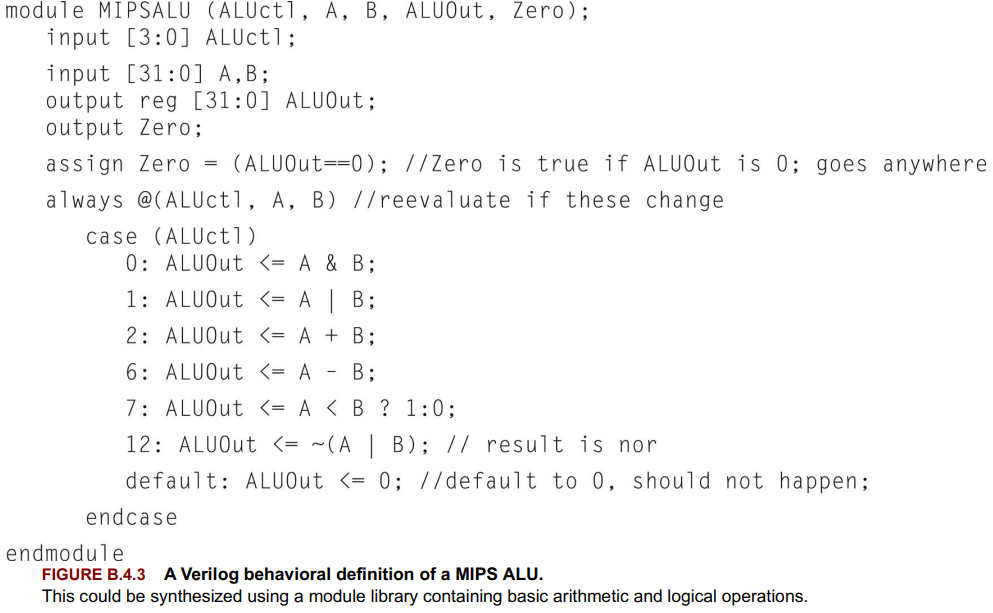 module MIPSALU (ALUctl, A, B, ALUOut, Zero);
input [3:0] ALUctl;
input [31:0] A,B;
output reg [31:0] ALUOut;
output Zero;
assign Zero = (ALUOut==0); //Zero is true if ALUOut is 0; goes anywhere
always @(ALUctl, A, B) //reevaluate if these change
case (ALUctl)
0: ALUOut <= A & B;
1: ALUOut <= A | B;
2: ALUOut <= A + B;
6: ALUOut <= A - B;
7: ALUOut <= A < B ? 1:0;
12: ALUOut <= ~(A | B); // result is nor
default: ALUOut <= 0; //default to 0, should not happen;
endcase
endmodule
FIGURE B.4.3 A Verilog behavioral definition of a MIPS ALU.
This could be synthesized using a module library containing basic arithmetic and logical operations.